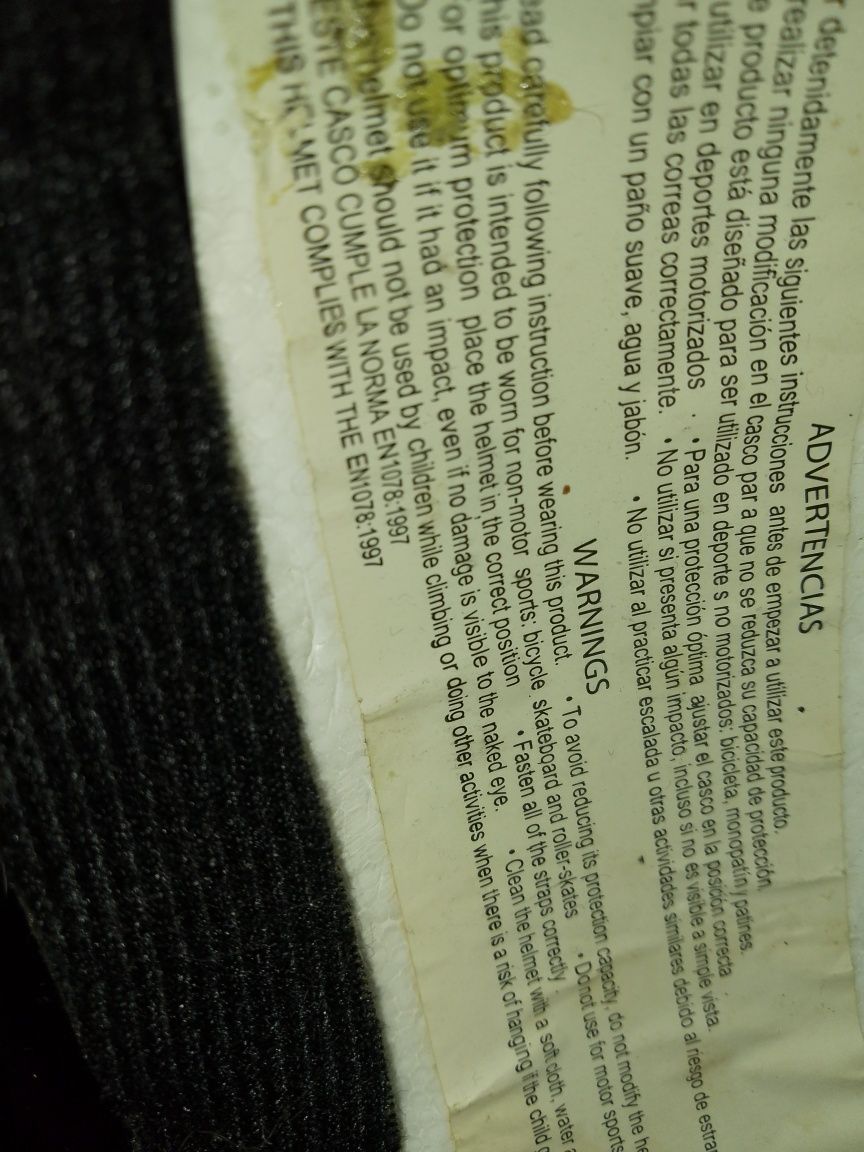 ADVERTENCIAS
detenidamente las siguientes instrucciones antes de empezar a utilizar este producto. •
realizar ninguna modificación en el casco par a que no se reduzca su capacidad de protección.
producto está diseñado para ser utilizado en deporte s no motorizados: bicicleta, monopatín y patines.
utilizar en deportes motorizados • Para una protección óptima ajustar el casco en la posición correcta
todas las correas correctamente. • No utilizar si presenta algún impacto, incluso si no es visible a simple vista.
con un paño suave, agua y jabón. • No utilizar al practicar escalada u otras actividades similares debido al riesgo de
WARNINGS
carefully following instruction before wearing this product. • To avoid reducing its protection capacity, do not modify the
product is intended to be worn for non-motor sports: bicycle skateboard and roller-skates • Do not use for motor sports
optimum protection place the helmet in the correct position • Fasten all of the straps correctly
Do not use it if it had an impact, even if no damage is visible to the naked eye. • Clean the helmet with a soft cloth, water
helmet should not be used by children while climbing or doing other activities when there is a risk of hanging if the child
ESTE CASCO CUMPLE LA NORMA EN1078:1997
THIS HELMET COMPLIES WITH THE EN1078:1997